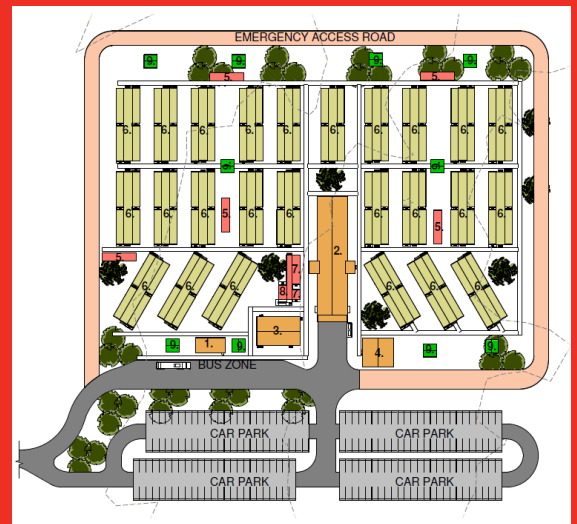 EMERGENCY ACCESS ROAD
9. 9. 9. 9.
5. 5.
6. 6. 6. 6. 6. 6. 6. 6. 6. 6.
9. 9.
6. 6. 6. 5. 6. 6. 6. 6. 5. 6. 6.
2.
5. 7.
6. 6. 6. 8. 7. 6. 6. 6.
3.
9. 1. 9. 4. 9. 9.
BUS ZONE
CAR PARK CAR PARK
CAR PARK CAR PARK